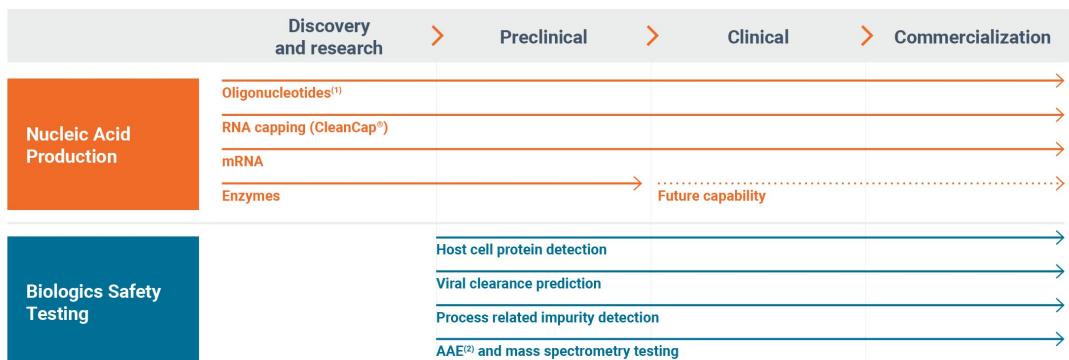 Discovery
and research
Preclinical
Clinical
Commercialization
Nucleic Acid
Production
Oligonucleotides(1)
RNA capping (CleanCap®)
mRNA
Enzymes
Future capability
Biologics Safety
Testing
Host cell protein detection
Viral clearance prediction
Process related impurity detection
AAE(2) and mass spectrometry testing